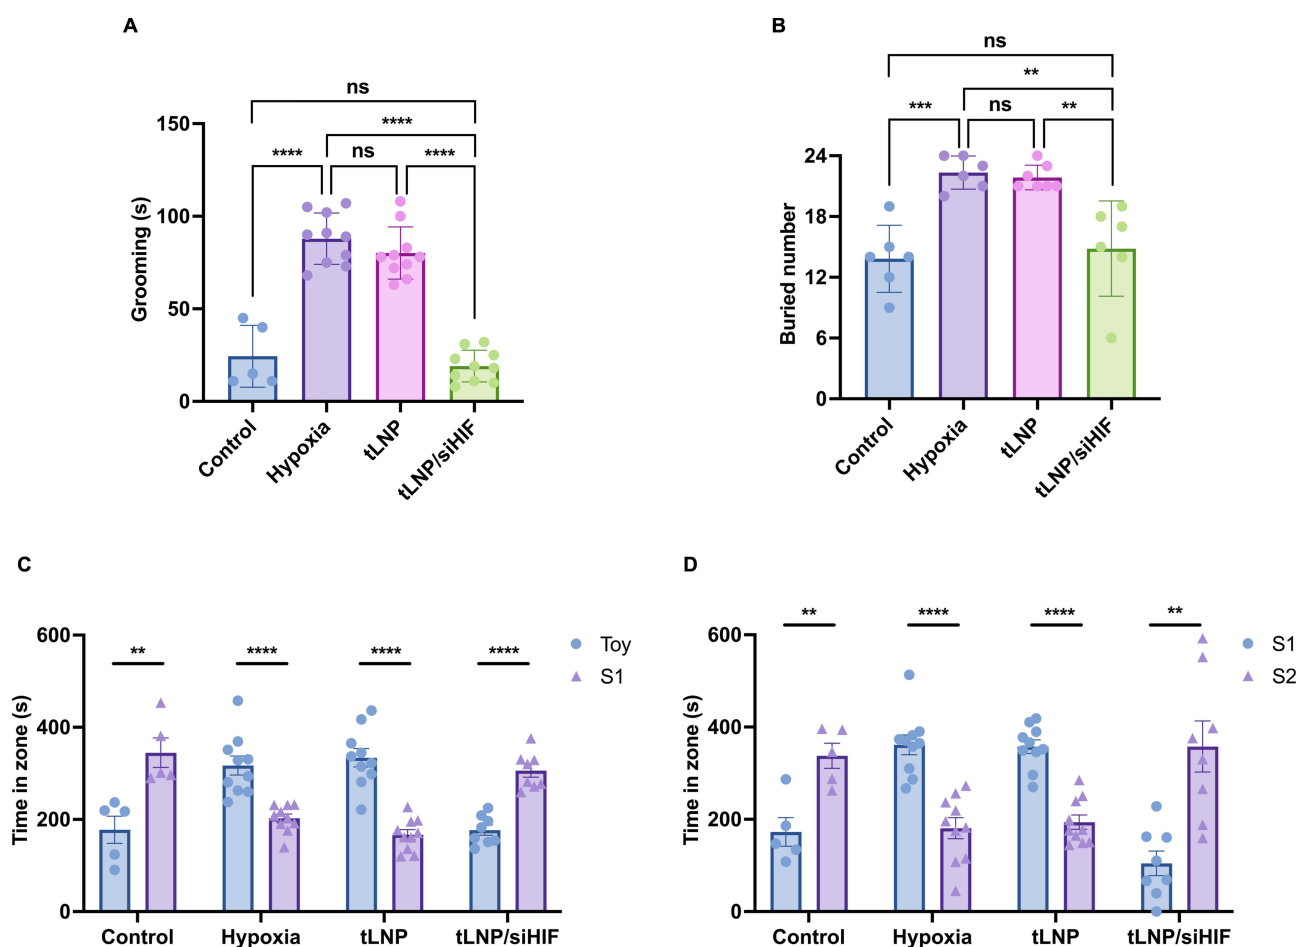 A
ns
****
****
ns
****
150
100
50
0
Grooming (s)
Control
Hypoxia
tLNP
tLNP/siHIF
B
ns
**
***
ns
**
24
18
12
6
0
Buried number
Control
Hypoxia
tLNP
tLNP/siHIF
C
600
400
200
0
Time in zone (s)
**
****
****
****
Toy
S1
Control
Hypoxia
tLNP
tLNP/siHIF
D
600
400
200
0
Time in zone (s)
**
****
****
**
S1
S2
Control
Hypoxia
tLNP
tLNP/siHIF